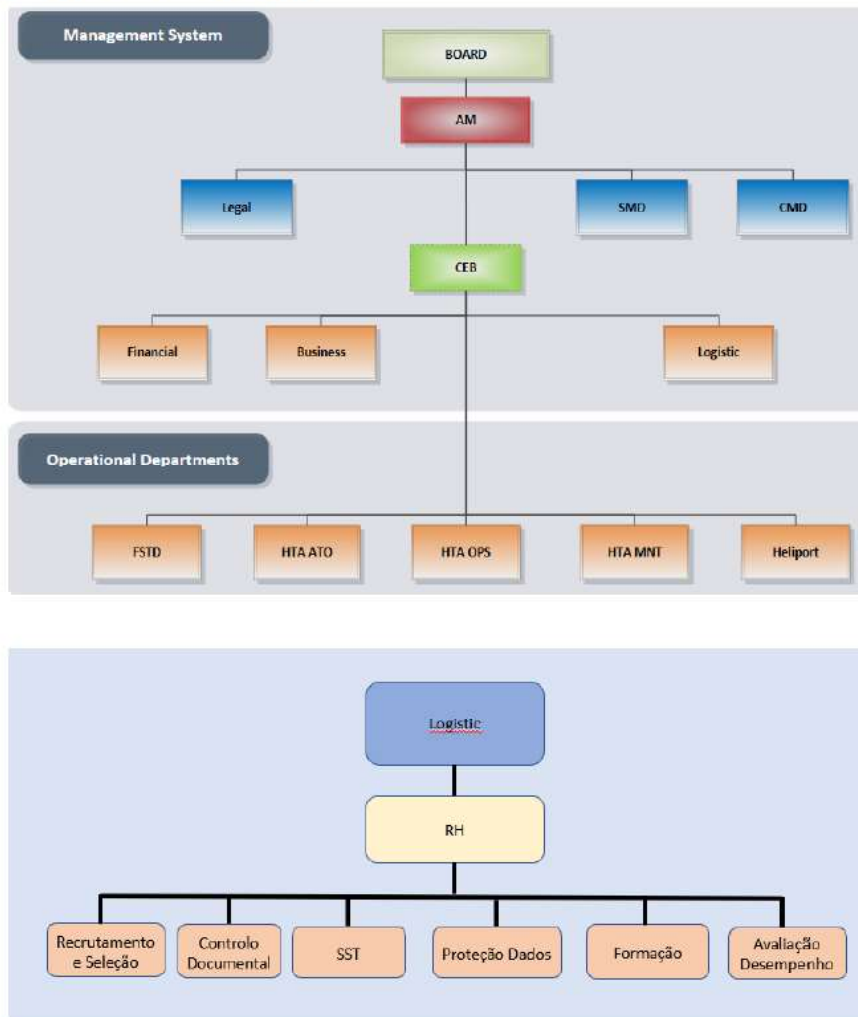 Management System
BOARD
AM
Legal
SMD
CMD
CEB
Financial
Business
Logistic
Operational Departments
FSTD
HTA ATO
HTA OPS
HTA MNT
Heliport
Logistic
RH
Recrutamento
e Seleção
Controlo
Documental
SST
Proteção Dados
Formação
Avaliação
Desempenho